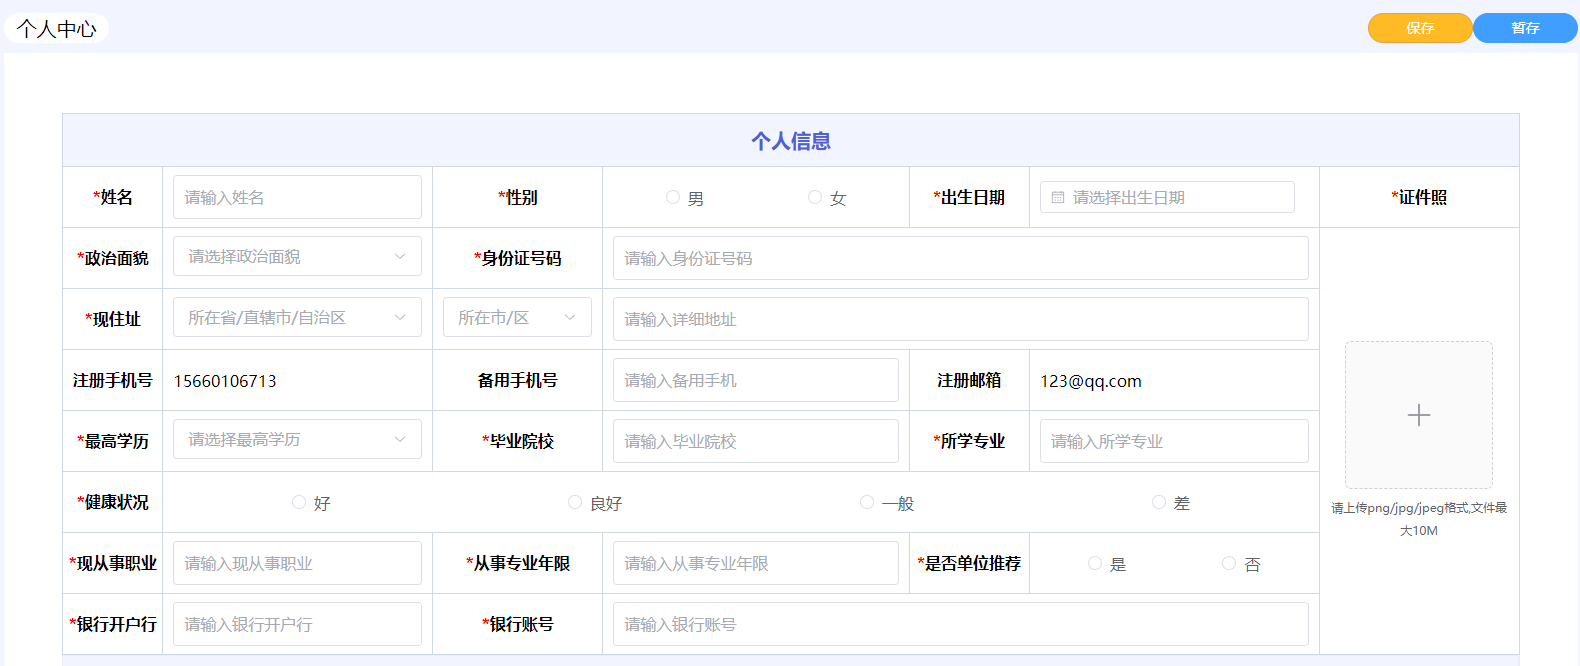 个人中心
保存
暂存
个人信息
*姓名
请输入姓名
*性别
男
女
*出生日期
请选择出生日期
*证件照
*政治面貌
请选择政治面貌
*身份证号码
请输入身份证号码
*现住址
所在省/直辖市/自治区
所在市/区
请输入详细地址
注册手机号
15660106713
备用手机号
请输入备用手机
注册邮箱
123@qq.com
*最高学历
请选择最高学历
*毕业院校
请输入毕业院校
*所学专业
请输入所学专业
*健康状况
好
良好
一般
差
请上传png/jpg/jpeg格式,文件最
大10M
*现从事职业
请输入现从事职业
*从事专业年限
请输入从事专业年限
*是否单位推荐
是
否
*银行开户行
请输入银行开户行
*银行账号
请输入银行账号